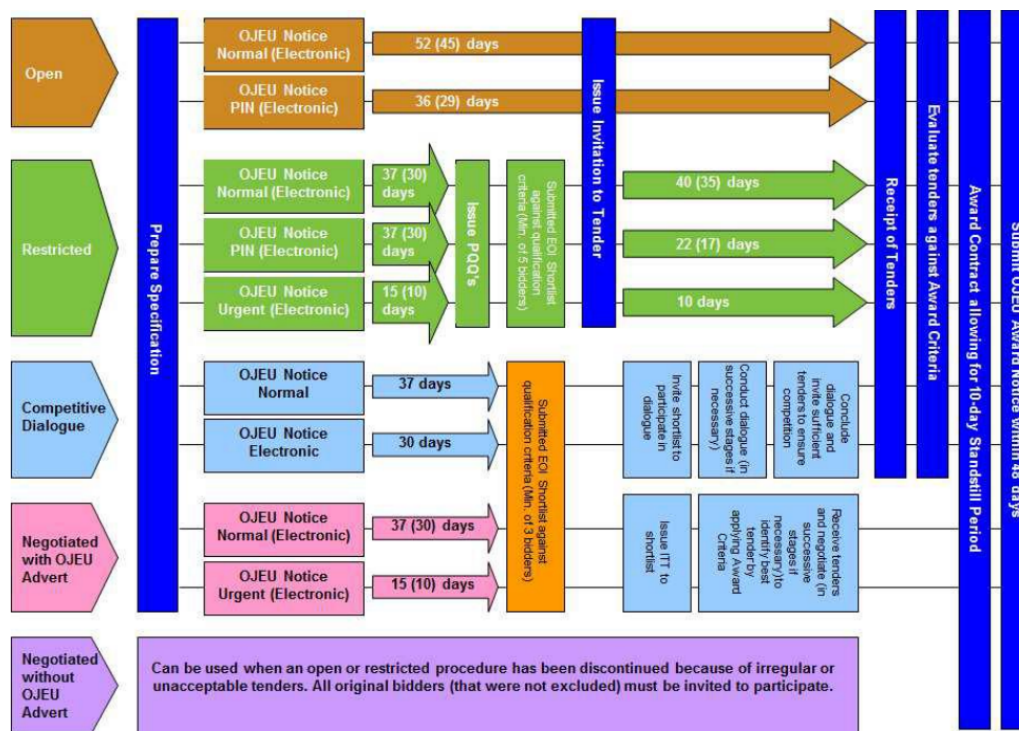 Open
Prepare Specification
OJEU Notice
Normal (Electronic)
52 (45) days
OJEU Notice
PIN (Electronic)
36 (29) days
Issue Invitation to Tender
Receipt of Tenders
Evaluate tenders against Award Criteria
Award Contract allowing for 10-day Standstill Period
Submit OJEU Award Notice within 48 days
Restricted
OJEU Notice
Normal (Electronic)
37 (30)
days
OJEU Notice
PIN (Electronic)
37 (30)
days
OJEU Notice
Urgent (Electronic)
15 (10)
days
Issue PQQ's
Submitted EOI Shortlist
against qualification
criteria (Min. of 5 bidders)
40 (35) days
22 (17) days
10 days
Competitive
Dialogue
OJEU Notice
Normal
37 days
OJEU Notice
Electronic
30 days
Submitted EOI Shortlist against
qualification criteria (Min. of 3 bidders)
Invite shortlist to
participate in
dialogue
Conduct dialogue (in
successive stages if
necessary)
Conclude
dialogue and
invite sufficient
tenders to ensure
competition
Negotiated
with OJEU
Advert
OJEU Notice
Normal (Electronic)
37 (30) days
OJEU Notice
Urgent (Electronic)
15 (10) days
Issue ITT to
shortlist
Receive tenders
and negotiate (in
successive
stages if
necessary)to
identify best
tender by
applying Award
Criteria
Negotiated
without
OJEU
Advert
Can be used when an open or restricted procedure has been discontinued because of irregular or
unacceptable tenders. All original bidders (that were not excluded) must be invited to participate.